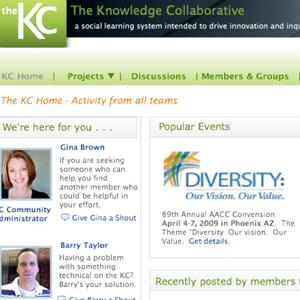 the
KC
The Knowledge Collaborative
a social learning system intended to drive innovation and
KC Home | Projects ▼ | Discussions | Members & Groups |
The KC Home - Activity from all teams
We're here for you . . .
Gina Brown
If you are seeking
someone who can
help you find
another member who
could be helpful in
your effort.
Give Gina a Shout
C Community
dministrator
Barry Taylor
Having a problem
with something
technical on the KC?
Barry's your solution.
Give Barry a Shout
Popular Events
DIVERSITY:
Our Vision. Our Value.
89th Annual AACC Convension
April 4-7, 2009 in Phoenix AZ. The
Theme "Diversity: Our vision. Our
Value. Get details.
Recently posted by members